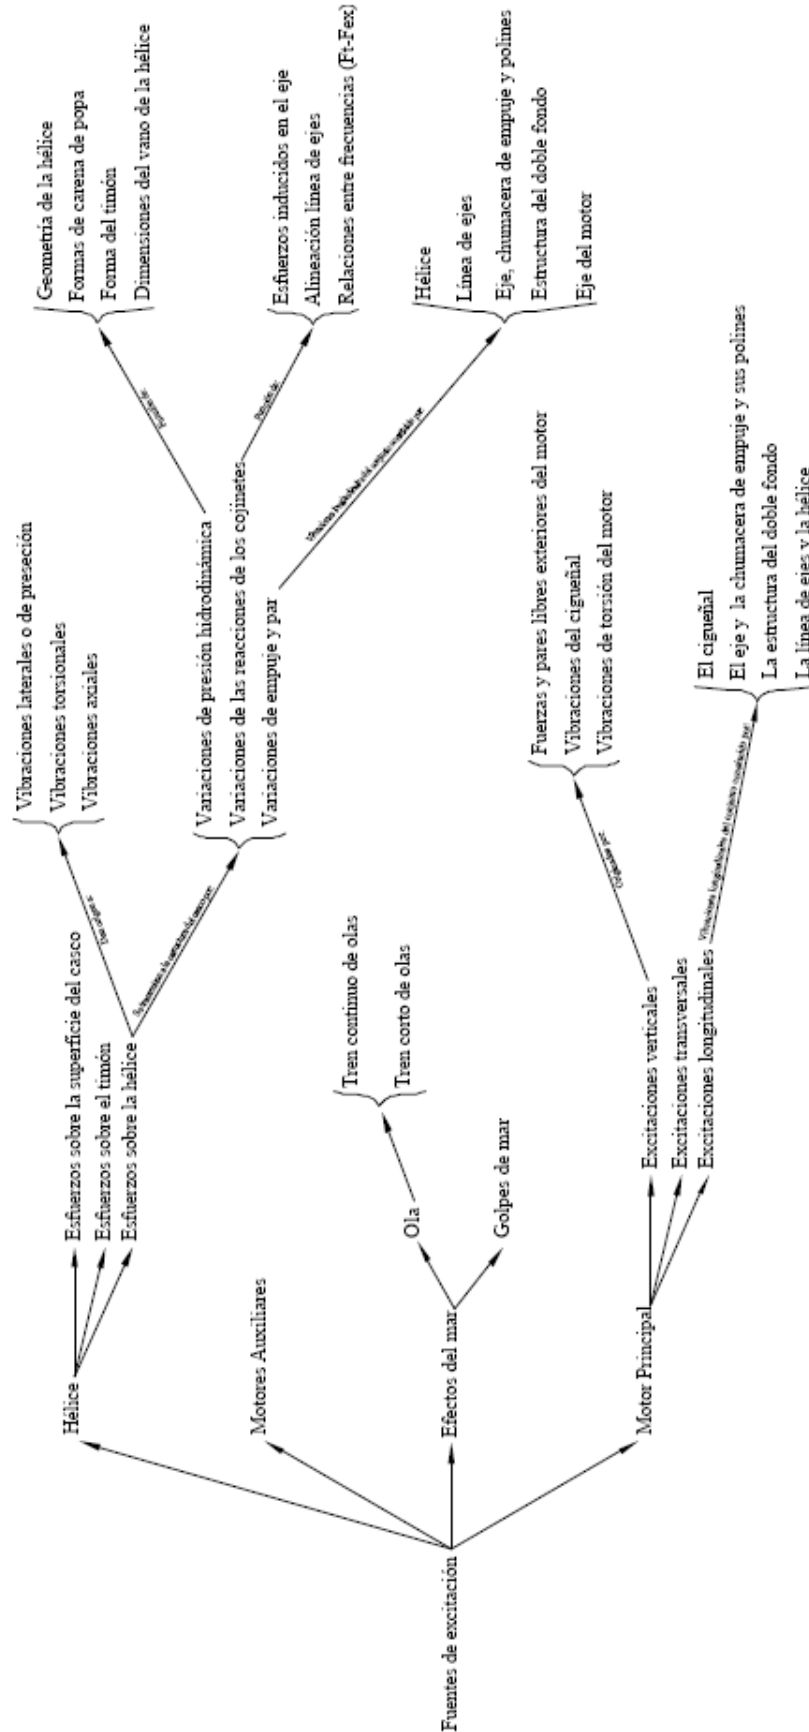 Fuentes de excitación
Hélice
Esfuerzos sobre la superficie del casco
Esfuerzos sobre el timón
Esfuerzos sobre la hélice
Vibraciones laterales o de preseción
Vibraciones torsionales
Vibraciones axiales
Variaciones de presión hidrodinámica
Variaciones de las reacciones de los cojinetes
Variaciones de empuje y par
Geometría de la hélice
Formas de carena de popa
Forma del timón
Dimensiones del vano de la hélice
Esfuerzos inducidos en el eje
Alineación línea de ejes
Relaciones entre frecuencias (Ft-Fex)
Hélice
Línea de ejes
Eje, chumacera de empuje y polines
Estructura del doble fondo
Eje del motor
Motores Auxiliares
Efectos del mar
Ola
Golpes de mar
Tren continuo de olas
Tren corto de olas
Motor Principal
Excitaciones verticales
Excitaciones transversales
Excitaciones longitudinales
Fuerzas y pares libres exteriores del motor
Vibraciones del cigueñal
Vibraciones de torsión del motor
Vibraciones longitudinales del conjunto constituido por:
El cigueñal
El eje y la chumacera de empuje y sus polines
La estructura del doble fondo
La línea de ejes y la hélice